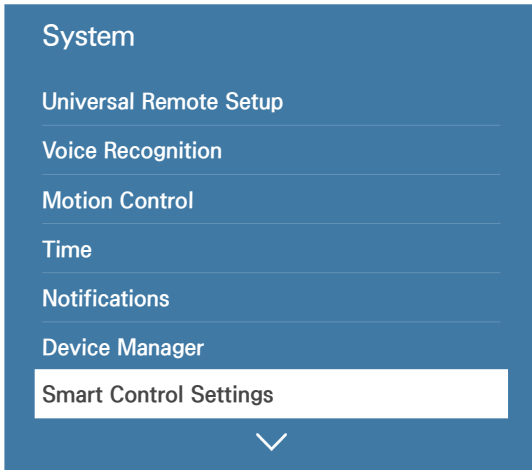 System
Universal Remote Setup
Voice Recognition
Motion Control
Time
Notifications
Device Manager
Smart Control Settings